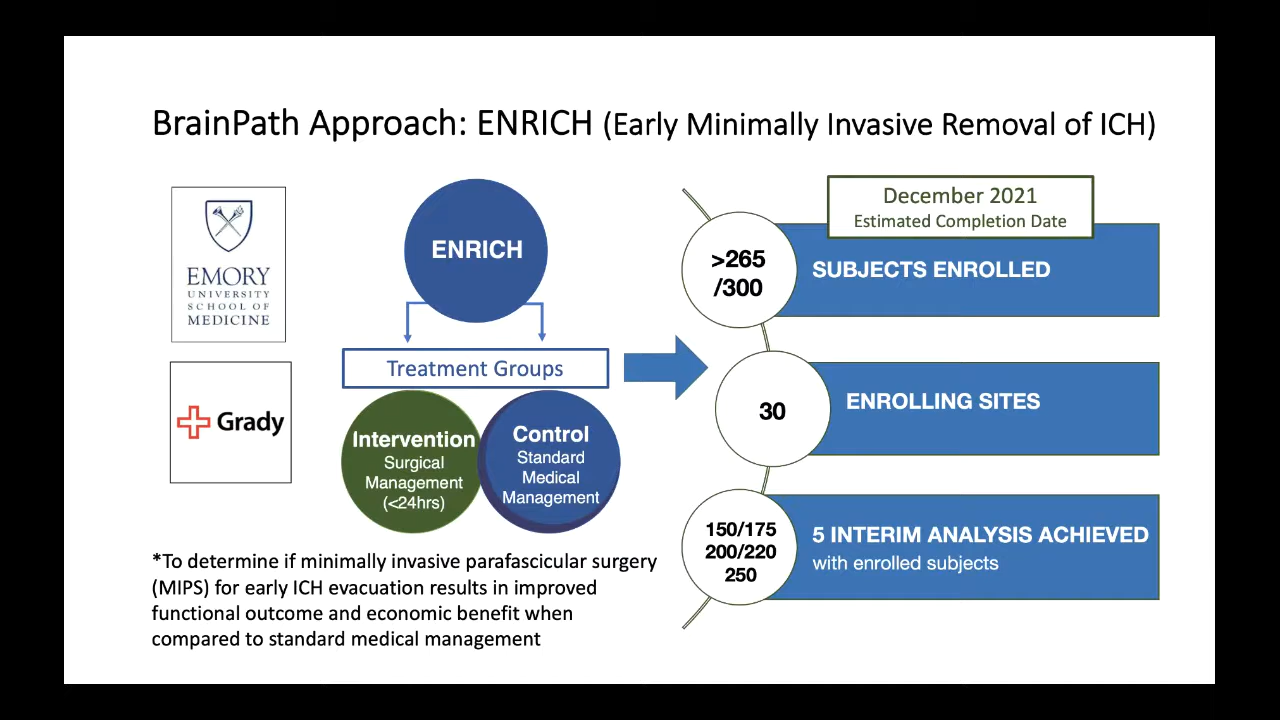 BrainPath Approach: ENRICH (Early Minimally Invasive Removal of ICH)
EMORY
UNIVERSITY
SCHOOL OF
MEDICINE
Grady
ENRICH
Treatment Groups
Intervention
Surgical
Management
(<24hrs)
Control
Standard
Medical
Management
*To determine if minimally invasive parafascicular surgery
(MIPS) for early ICH evacuation results in improved
functional outcome and economic benefit when
compared to standard medical management
December 2021
Estimated Completion Date
>265
/300
SUBJECTS ENROLLED
30
ENROLLING SITES
150/175
200/220
250
5 INTERIM ANALYSIS ACHIEVED
with enrolled subjects